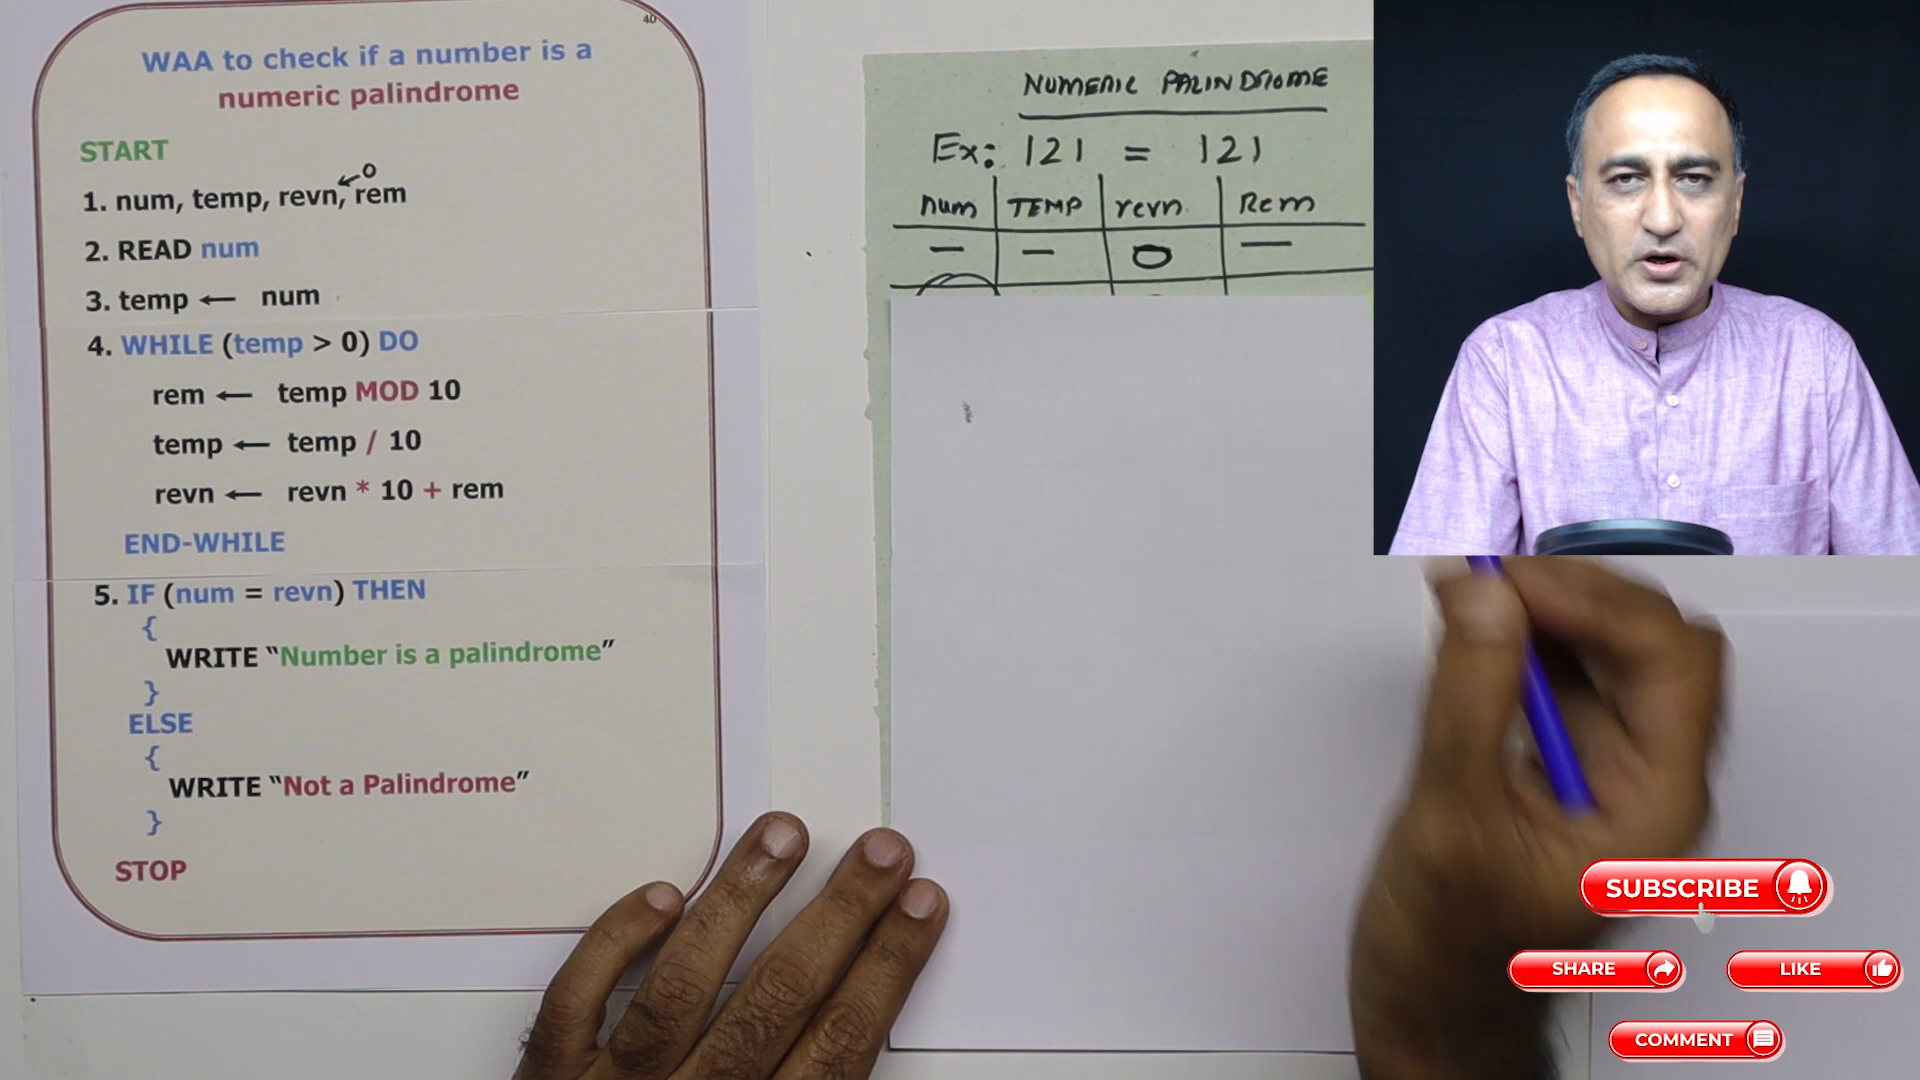 40
WAA to check if a number is a
numeric palindrome
START
0
1. num, temp, revn, rem
2. READ num
3. temp ← num
4. WHILE (temp > 0) DO
rem ← temp MOD 10
temp ← temp / 10
revn ← revn * 10 + rem
END-WHILE
5. IF (num = revn) THEN
{
WRITE “Number is a palindrome”
}
ELSE
{
WRITE “Not a Palindrome”
}
STOP
NUMERIC PALINDROME
Ex: 121 = 121
num TEMP revn Rem
— — 0 —
SUBSCRIBE
SHARE LIKE
COMMENT